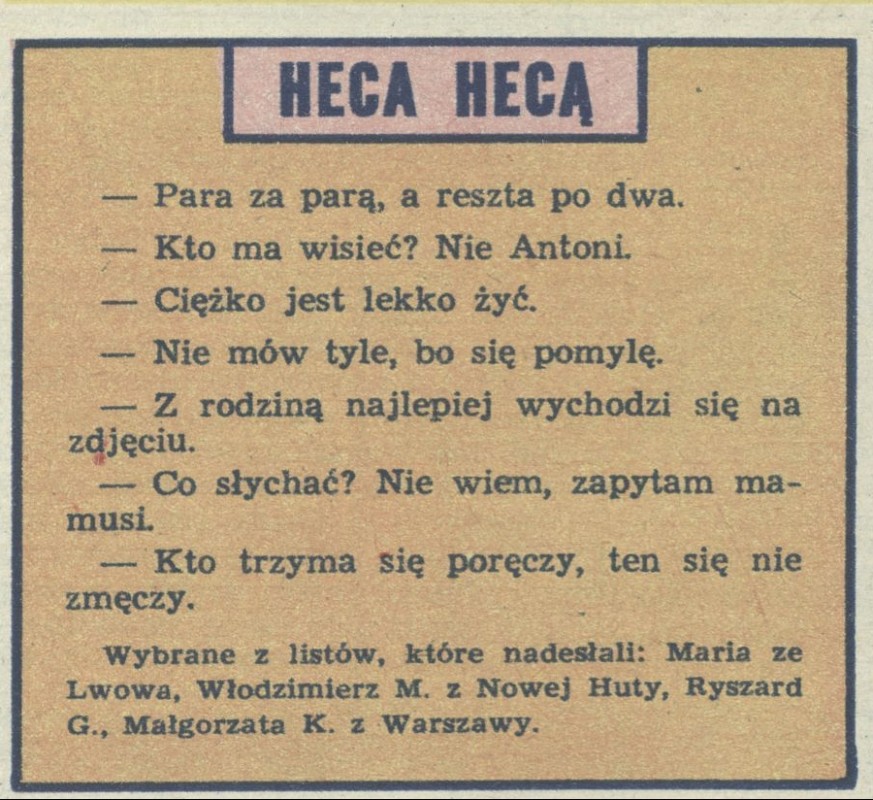 HECA HECĄ
— Para za parą, a reszta po dwa.
— Kto ma wisieć? Nie Antoni.
— Ciężko jest lekko żyć.
— Nie mów tyle, bo się pomylę.
— Z rodziną najlepiej wychodzi się na
zdjęciu.
— Co słychać? Nie wiem, zapytam ma-
musi.
— Kto trzyma się poręczy, ten się nie
zmęczy.
Wybrane z listów, które nadesłali: Maria ze
Lwowa, Włodzimierz M. z Nowej Huty, Ryszard
G., Małgorzata K. z Warszawy.